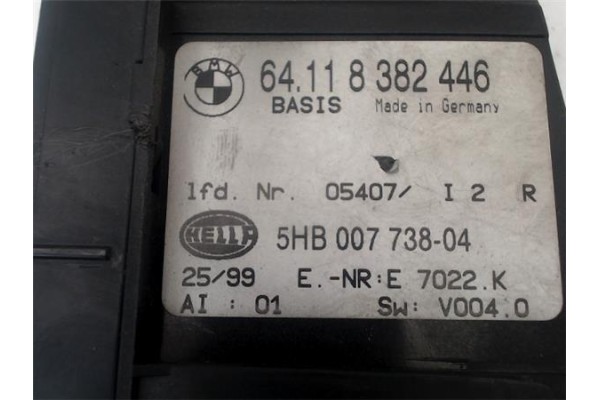 BMW
64.11 8 382 446
BASIS Made in Germany
lfd. Nr. 05407/ I 2 R
HELLA 5HB 007 738-04
25/99 E.-NR:E 7022.K
AI : 01 SW: V004.0